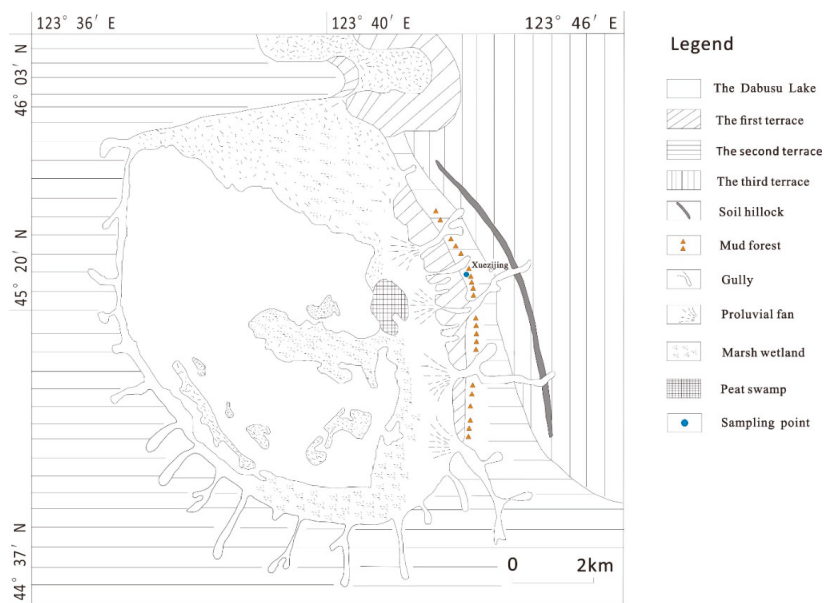 123° 36′ E
123° 40′ E
123° 46′ E
46° 03′ N
45° 20′ N
44° 37′ N
Xuezijing
0 2km
Legend
The Dabusu Lake
The first terrace
The second terrace
The third terrace
Soil hillock
Mud forest
Gully
Proluvial fan
Marsh wetland
Peat swamp
Sampling point